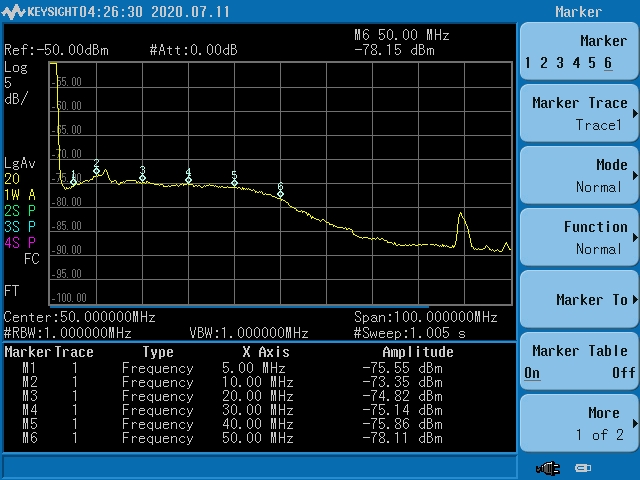 KEYSIGHT 04:26:30 2020.07.11
Marker
M6 50.00 MHz
Ref:-50.00dBm #Att:0.00dB -78.15 dBm
Log
5
dB/
LgAv
20
1W A
2S P
3S P
4S P
FC
FT
-55.00
-60.00
-65.00
-70.00
-75.00
-80.00
-85.00
-90.00
-95.00
-100.00
1 2 3 4 5 6
Center:50.000000MHz Span:100.000000MHz
#RBW:1.000000MHz VBW:1.000000MHz #Sweep:1.005 s
Marker Trace Type X Axis Amplitude
M1 1 Frequency 5.00 MHz -75.55 dBm
M2 1 Frequency 10.00 MHz -73.35 dBm
M3 1 Frequency 20.00 MHz -74.82 dBm
M4 1 Frequency 30.00 MHz -75.14 dBm
M5 1 Frequency 40.00 MHz -75.86 dBm
M6 1 Frequency 50.00 MHz -78.11 dBm
Marker
1 2 3 4 5 6
Marker Trace
Trace1
Mode
Normal
Function
Normal
Marker To
Marker Table
On Off
More
1 of 2